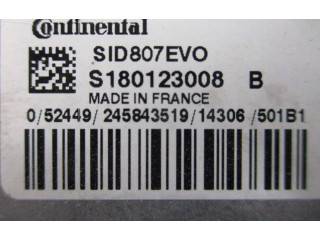 Continental
SID807EVO
S180123008 B
MADE IN FRANCE
0/52449/245843519/14306/501B1